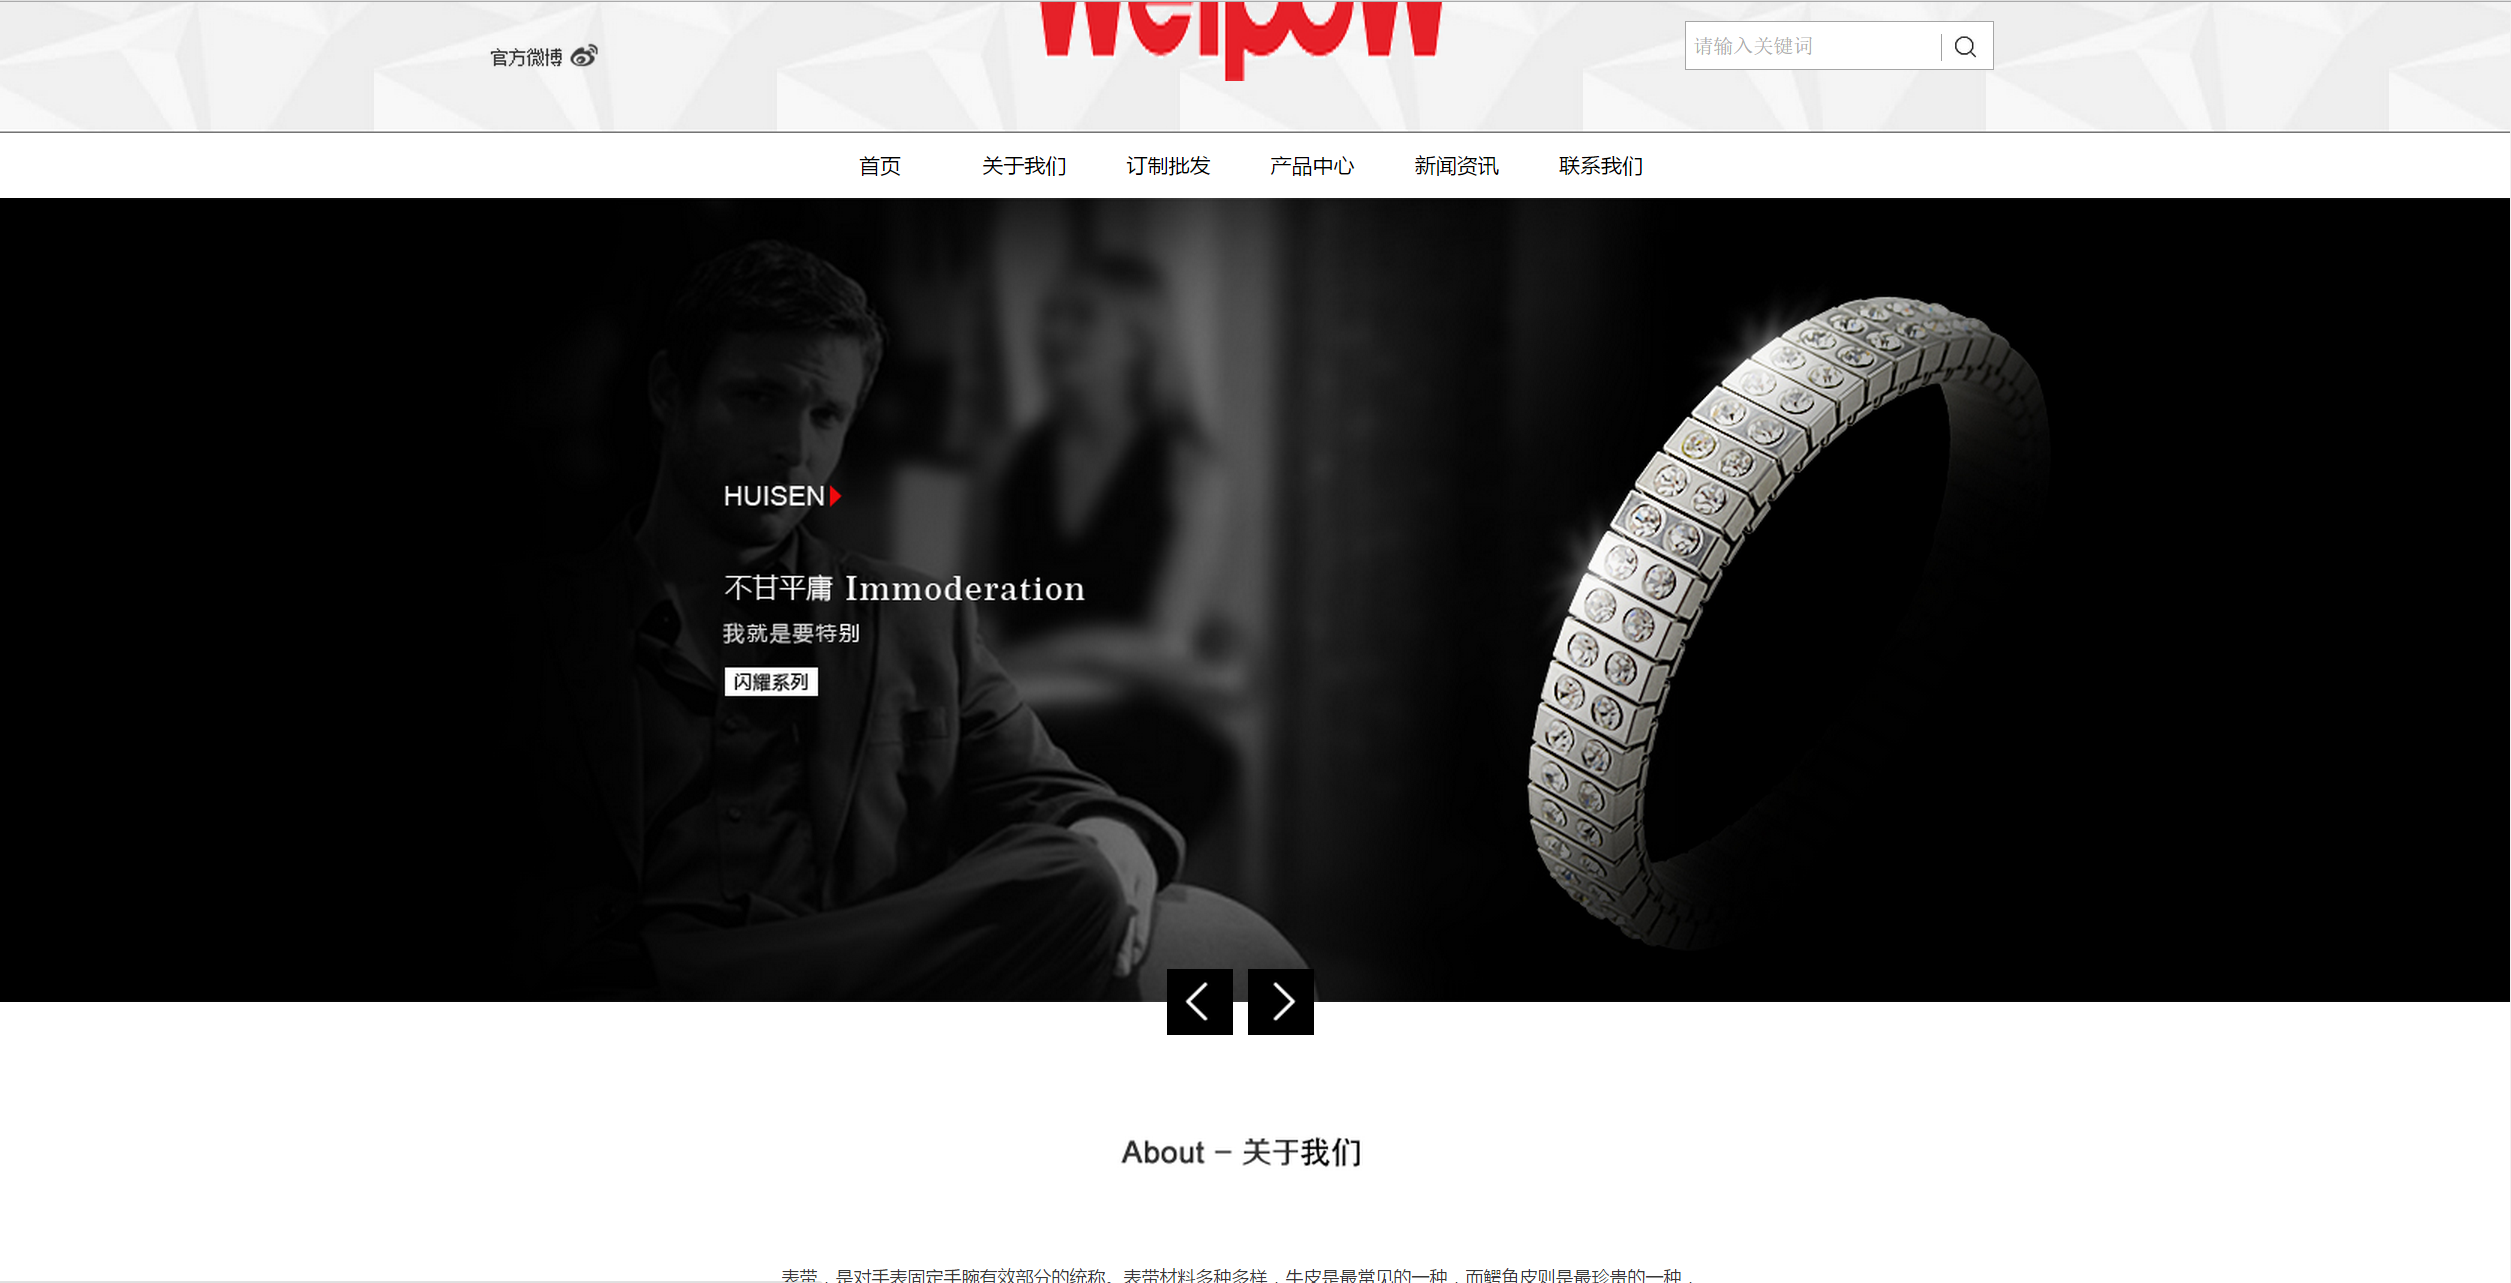 Weipow
官方微博
请输入关键词
首页 关于我们 订制批发 产品中心 新闻资讯 联系我们
HUISEN
不甘平庸 Immoderation
我就是要特别
闪耀系列
About - 关于我们
表带，是对手表固定手腕有效部分的统称。表带材料多种多样，牛皮是最常见的一种，而鳄鱼皮则是最珍贵的一种，